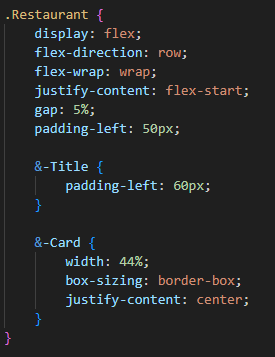 .Restaurant {
    display: flex;
    flex-direction: row;
    flex-wrap: wrap;
    justify-content: flex-start;
    gap: 5%;
    padding-left: 50px;

    &-Title {
        padding-left: 60px;
    }

    &-Card {
        width: 44%;
        box-sizing: border-box;
        justify-content: center;
    }
}